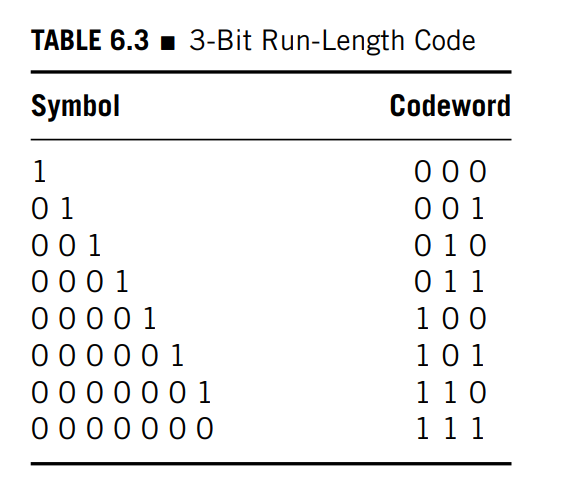 TABLE 6.3 ■ 3-Bit Run-Length Code
Symbol Codeword
1 0 0 0
0 1 0 0 1
0 0 1 0 1 0
0 0 0 1 0 1 1
0 0 0 0 1 1 0 0
0 0 0 0 0 1 1 0 1
0 0 0 0 0 0 1 1 1 0
0 0 0 0 0 0 0 1 1 1